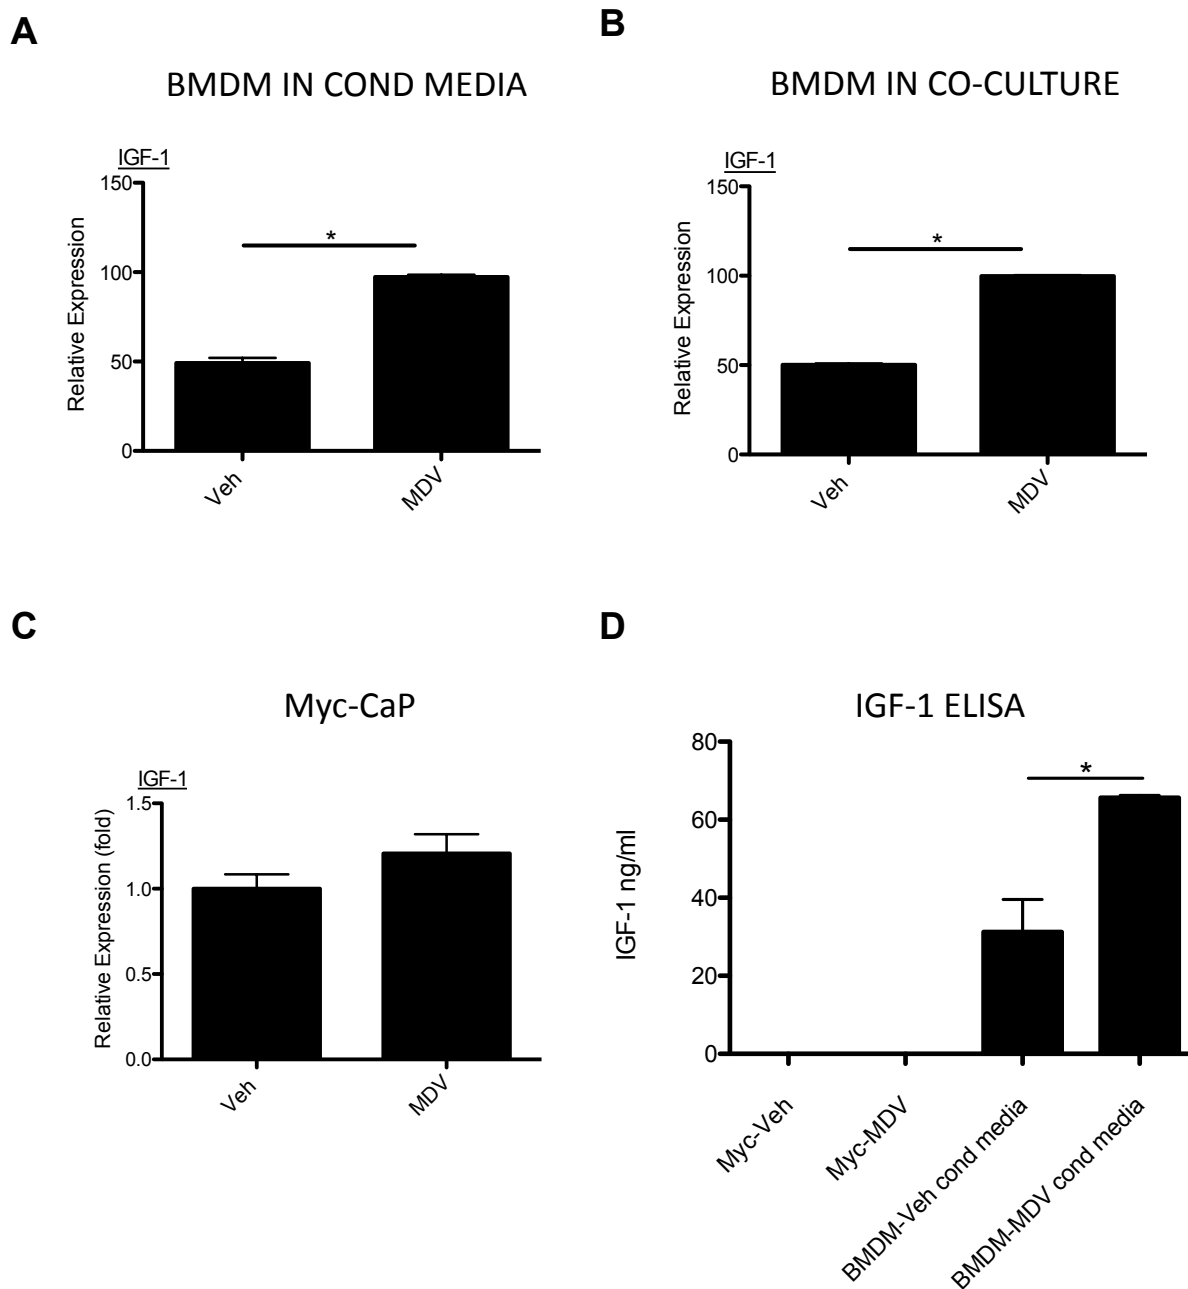 A
BMDM IN COND MEDIA
IGF-1
Relative Expression
150
100
50
0
*
Veh
MDV
B
BMDM IN CO-CULTURE
IGF-1
Relative Expression
150
100
50
0
*
Veh
MDV
C
Myc-CaP
IGF-1
Relative Expression (fold)
1.5
1.0
0.5
0.0
Veh
MDV
D
IGF-1 ELISA
IGF-1 ng/ml
80
60
40
20
0
*
Myc-Veh
Myc-MDV
BMDM-Veh cond media
BMDM-MDV cond media